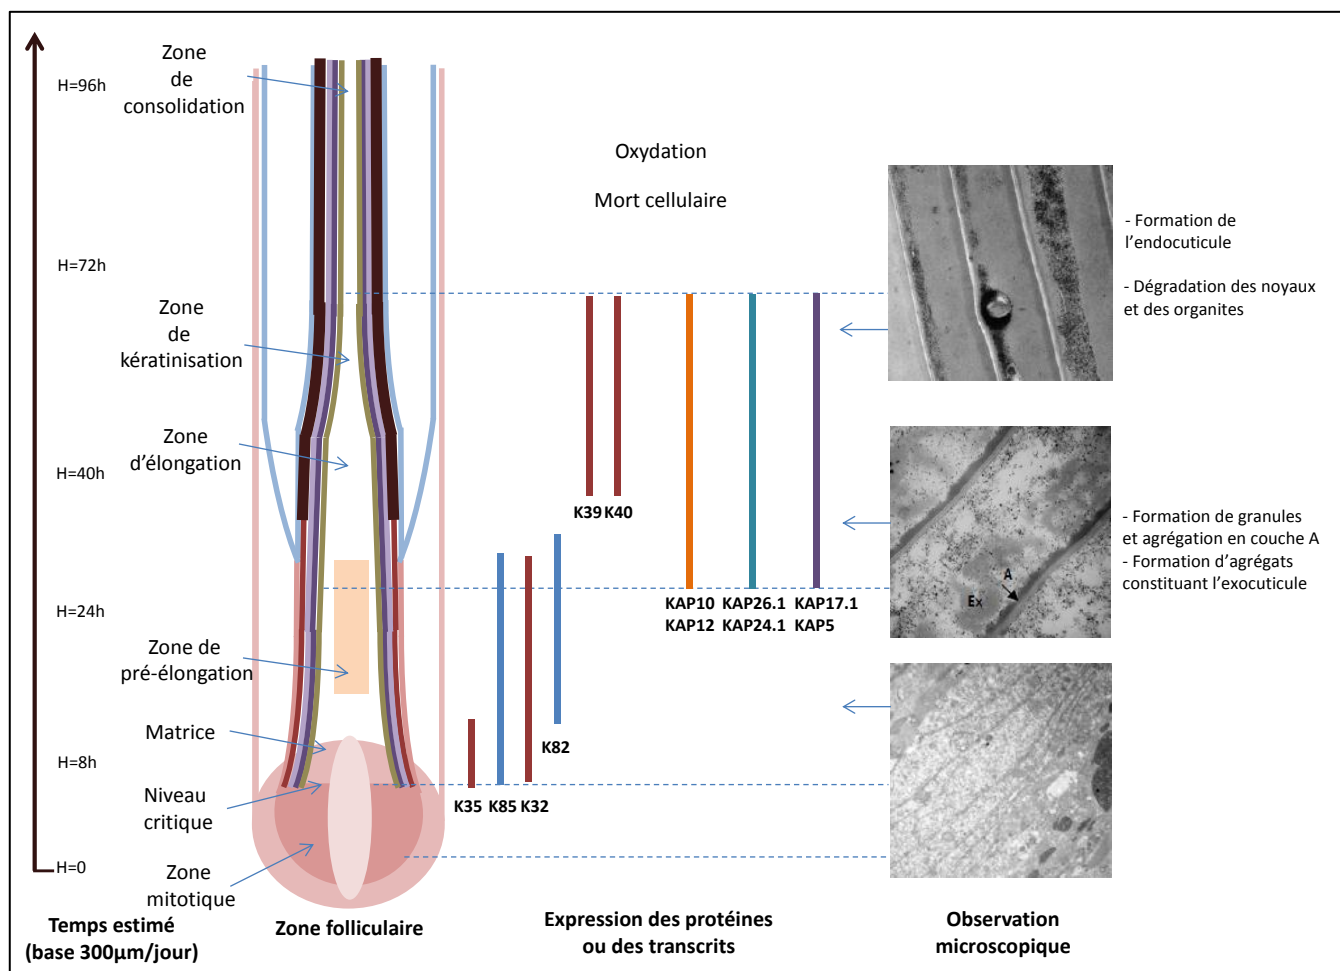 Zone
de
consolidation
H=96h
Oxydation
Mort cellulaire
- Formation de
l'endocuticule
- Dégradation des noyaux
et des organites
H=72h
Zone
de
kératinisation
Zone
d'élongation
H=40h
K39 K40
- Formation de granules
et agrégation en couche A
- Formation d'agrégats
constituant l'exocuticule
A
Ex
KAP10 KAP26.1 KAP17.1
KAP12 KAP24.1 KAP5
H=24h
Zone de
pré-élongation
Matrice
K82
H=8h
Niveau
critique
K35 K85 K32
H=0
Zone
mitotique
Temps estimé
(base 300µm/jour)
Zone folliculaire
Expression des protéines
ou des transcrits
Observation
microscopique